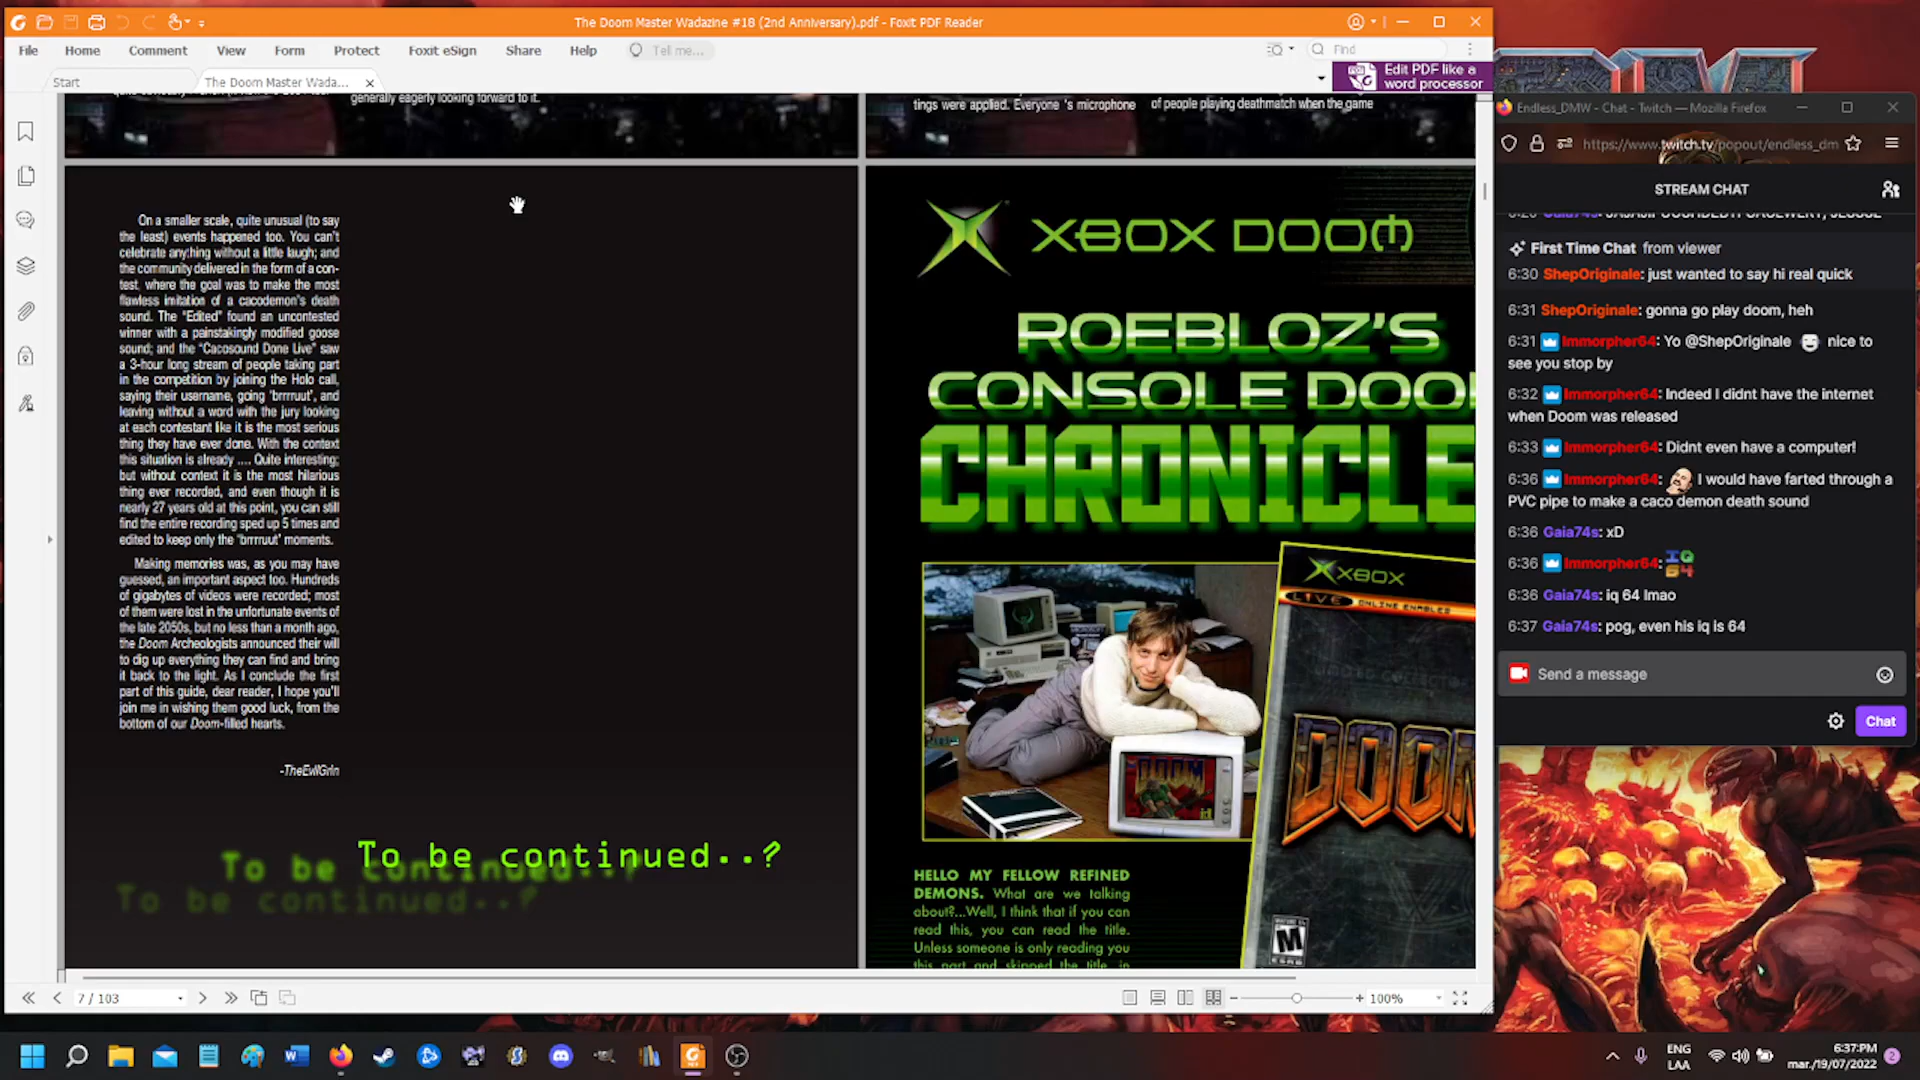 The Doom Master Wadazine #18 (2nd Anniversary).pdf - Foxit PDF Reader
File Home Comment View Form Protect Foxit eSign Share Help Tell me... Find
Start The Doom Master Wada...
Edit PDF like a
word processor
generally eagerly looking forward to it.
tings were applied. Everyone 's microphone
of people playing deathmatch when the game
On a smaller scale, quite unusual (to say
the least) events happened too. You can't
celebrate anything without a little laugh; and
the community delivered in the form of a con-
test, where the goal was to make the most
flawless imitation of a cacodemon's death
sound. The "Edited" found an uncontested
winner with a painstakingly modified goose
sound; and the "Cacosound Done Live" saw
a 3-hour long stream of people taking part
in the competition by joining the Holo call,
saying their username, going 'brrrruut', and
leaving without a word with the jury looking
at each contestant like it is the most serious
thing they have ever done. With the context
this situation is already .... Quite interesting;
but without context it is the most hilarious
thing ever recorded, and even though it is
nearly 27 years old at this point, you can still
find the entire recording sped up 5 times and
edited to keep only the 'brrrruut' moments.
Making memories was, as you may have
guessed, an important aspect too. Hundreds
of gigabytes of videos were recorded; most
of them were lost in the unfortunate events of
the late 2050s, but no less than a month ago,
the Doom Archeologists announced their will
to dig up everything they can find and bring
it back to the light. As I conclude the first
part of this guide, dear reader, I hope you'll
join me in wishing them good luck, from the
bottom of our Doom-filled hearts.
-TheEvilGrin
To be continued..?
To be continued..?
To be continued..?
XBOX DOOM
ROEBLOZ'S
CONSOLE DOO
CHRONICLE
XBOX
LIVE ONLINE ENABLED
DOOM
DOOM
M
HELLO MY FELLOW REFINED
DEMONS. What are we talking
about?...Well, I think that if you can
read this, you can read the title.
Unless someone is only reading you
this part and skipped the title, in
7 / 103
100%
Endless_DMW - Chat - Twitch — Mozilla Firefox
https://www.twitch.tv/popout/endless_dm
STREAM CHAT
First Time Chat from viewer
6:30 ShepOriginale: just wanted to say hi real quick
6:31 ShepOriginale: gonna go play doom, heh
6:31 Immorpher64: Yo @ShepOriginale nice to
see you stop by
6:32 Immorpher64: Indeed I didnt have the internet
when Doom was released
6:33 Immorpher64: Didnt even have a computer!
6:36 Immorpher64: I would have farted through a
PVC pipe to make a caco demon death sound
6:36 Gaia74s: xD
6:36 Immorpher64: IQ 64
6:36 Gaia74s: iq 64 lmao
6:37 Gaia74s: pog, even his iq is 64
Send a message
Chat
ENG
LAA
6:37:PM
mar./19/07/2022
2